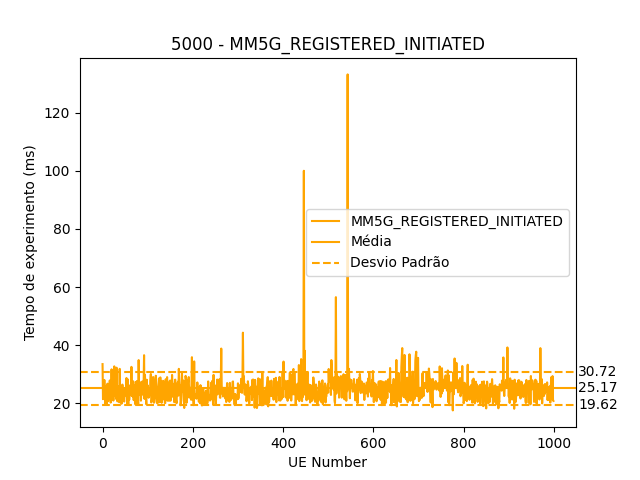 5000 - MM5G_REGISTERED_INITIATED
Tempo de experimento (ms)
120
100
80
60
40
20
MM5G_REGISTERED_INITIATED
Média
Desvio Padrão
30.72
25.17
19.62
0 200 400 600 800 1000
UE Number